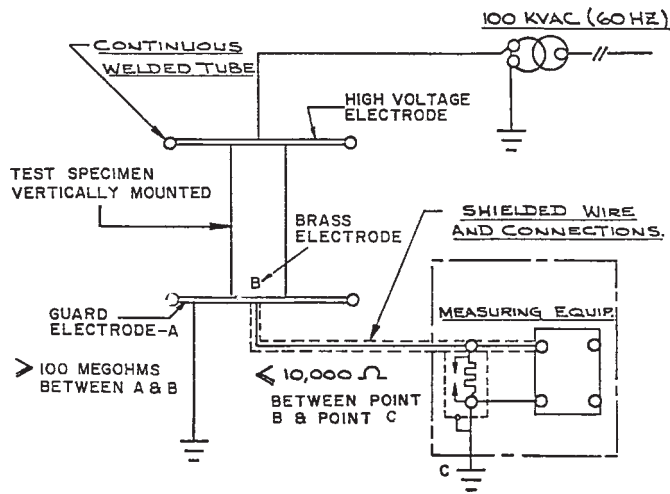 100 KVAC (60 HZ)
CONTINUOUS
WELDED TUBE
HIGH VOLTAGE
ELECTRODE
TEST SPECIMEN
VERTICALLY MOUNTED
BRASS
ELECTRODE
B
SHIELDED WIRE
AND CONNECTIONS.
GUARD
ELECTRODE-A
MEASURING EQUIP.
> 100 MEGOHMS
BETWEEN A & B
< 10,000 Ω
BETWEEN POINT
B & POINT C
C